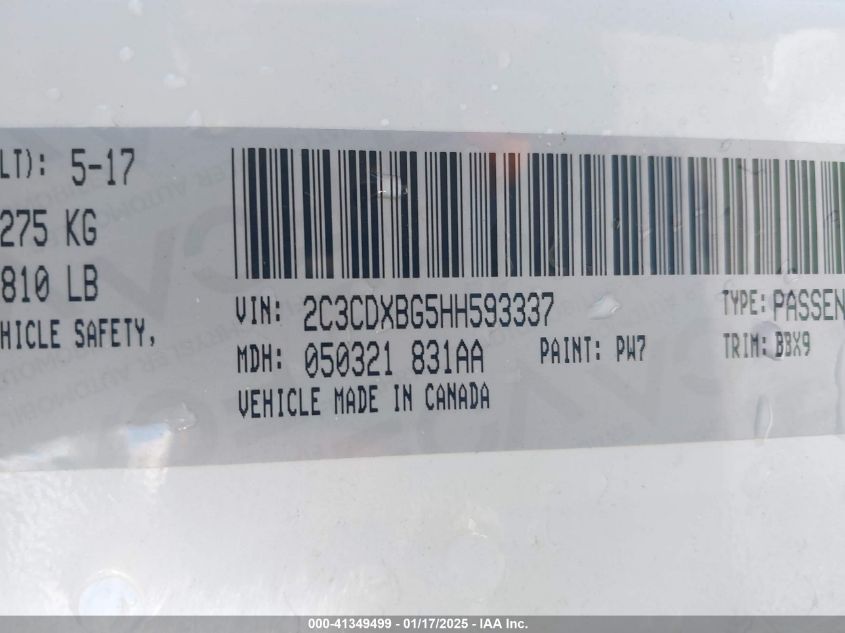 LT): 5-17
275 KG
810 LB
HICLE SAFETY,
VIN: 2C3CDXBG5HH593337
TYPE: PASSEN
MDH: 050321 831AA PAINT: PW7 TRIM: BBX9
VEHICLE MADE IN CANADA
000-41349499 - 01/17/2025 - IAA Inc.